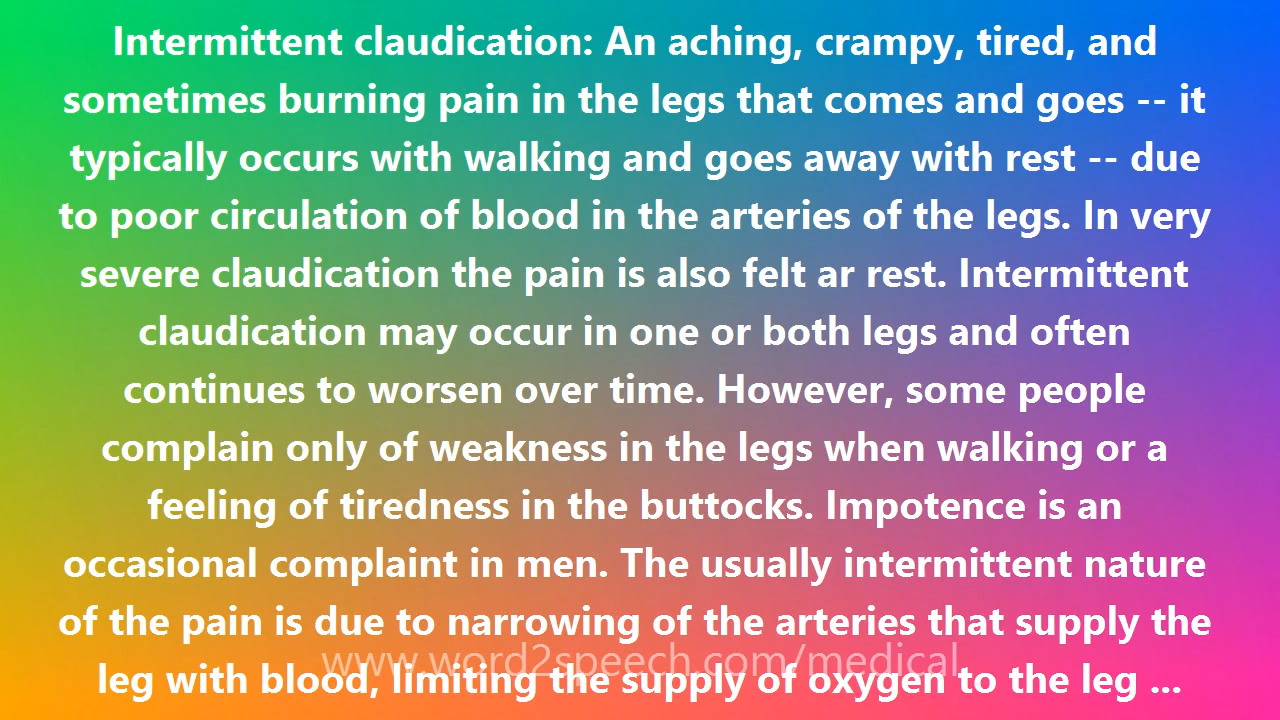 Intermittent claudication: An aching, crampy, tired, and
sometimes burning pain in the legs that comes and goes -- it
typically occurs with walking and goes away with rest -- due
to poor circulation of blood in the arteries of the legs. In very
severe claudication the pain is also felt ar rest. Intermittent
claudication may occur in one or both legs and often
continues to worsen over time. However, some people
complain only of weakness in the legs when walking or a
feeling of tiredness in the buttocks. Impotence is an
occasional complaint in men. The usually intermittent nature
of the pain is due to narrowing of the arteries that supply the
www.word2speech.com/medical
leg with blood, limiting the supply of oxygen to the leg ...